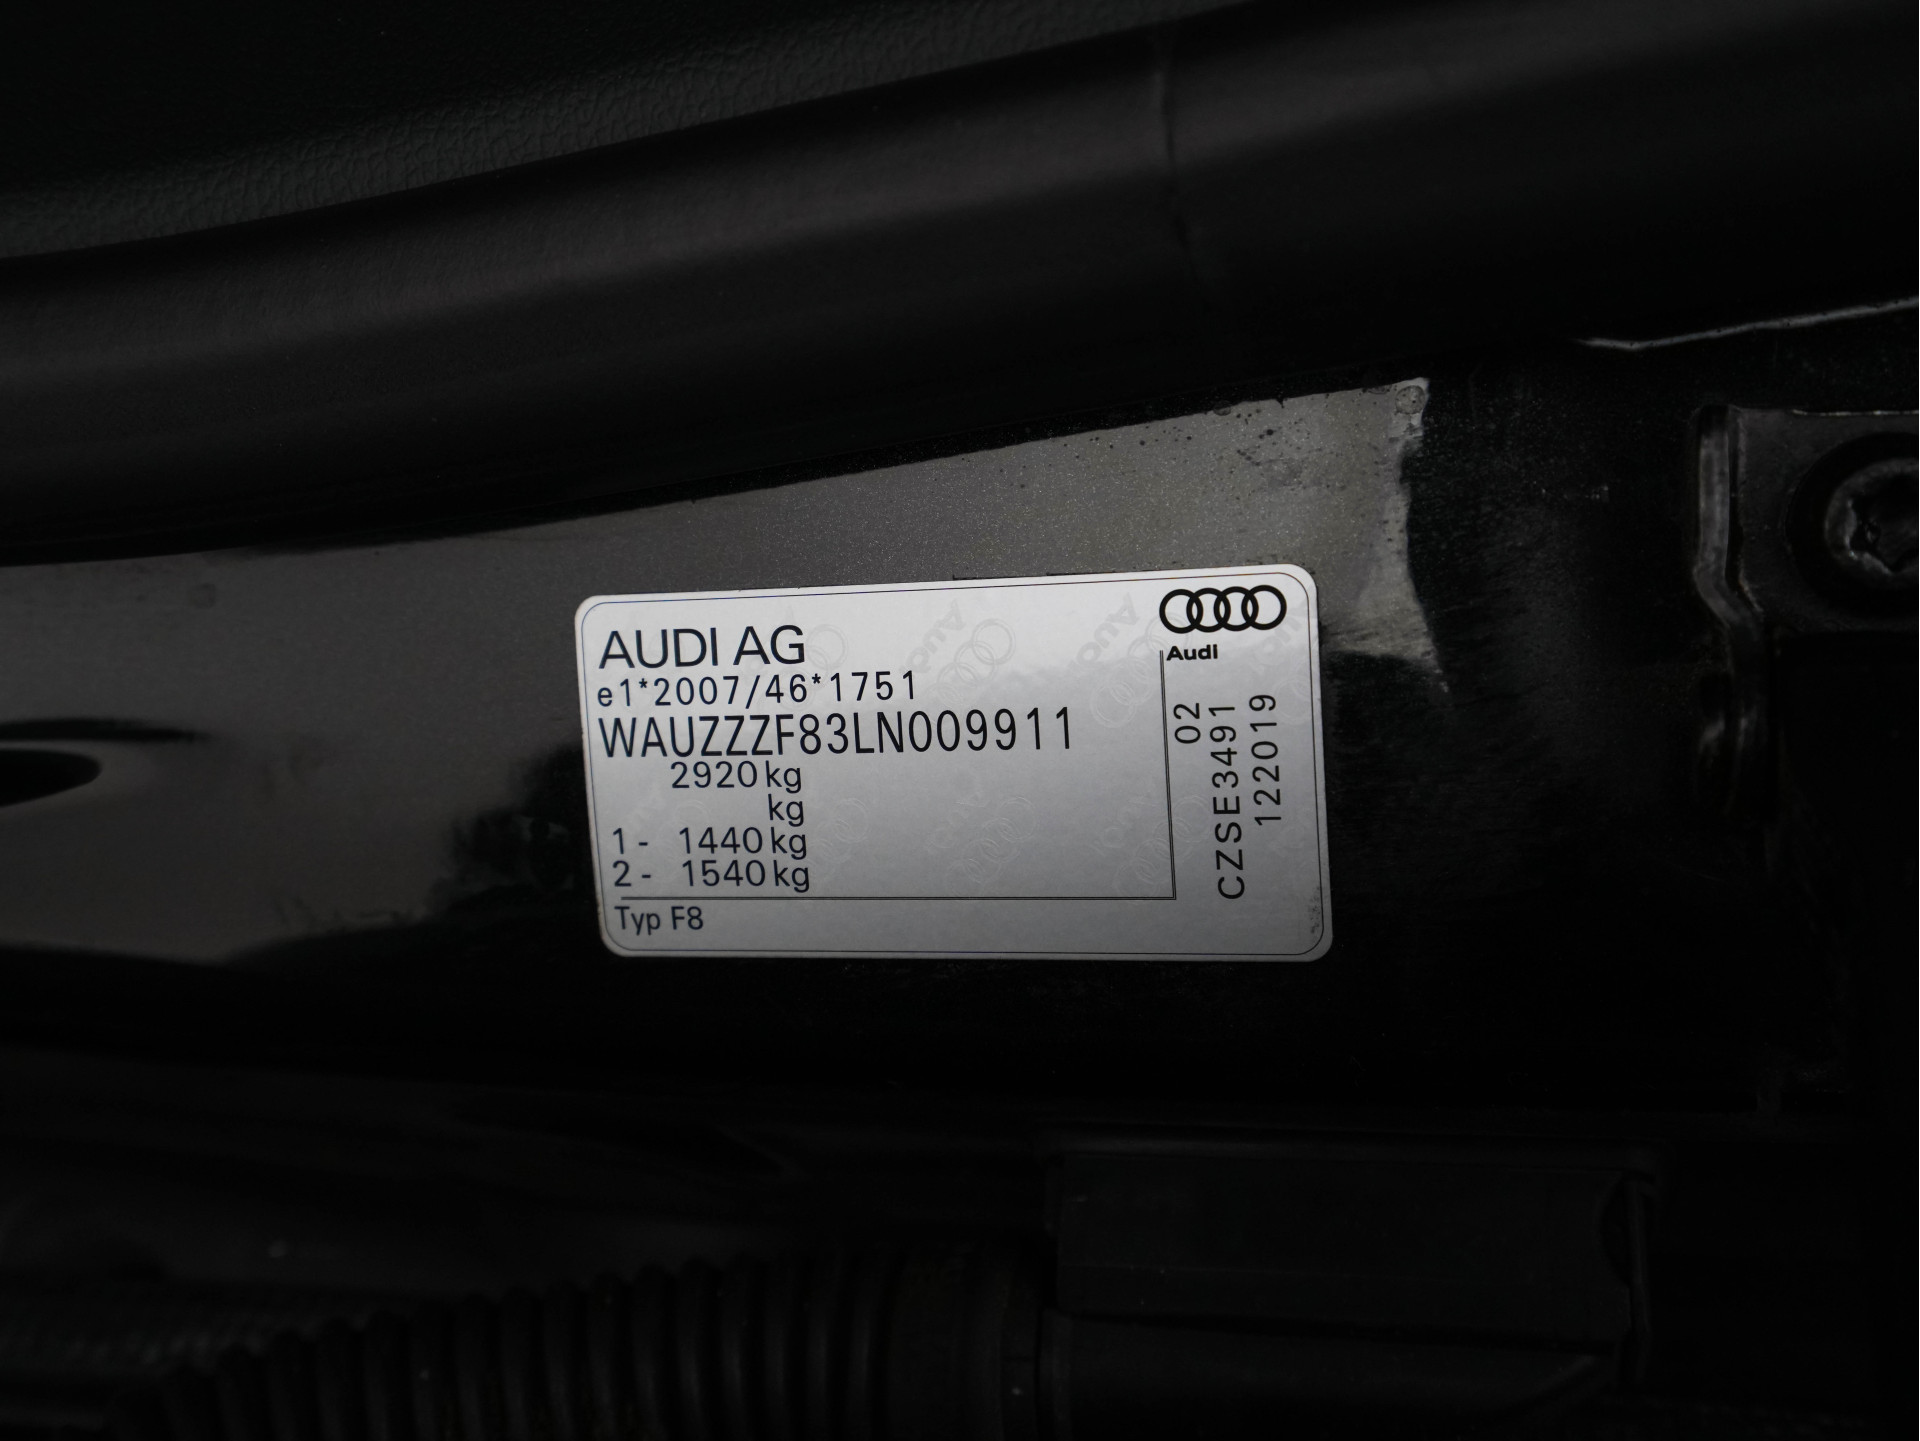 AUDI AG
e1*2007/46*1751
WAUZZZF83LN009911
2920 kg
kg
1 - 1440 kg
2 - 1540 kg
Typ F8
Audi
02
CZSE3491
122019